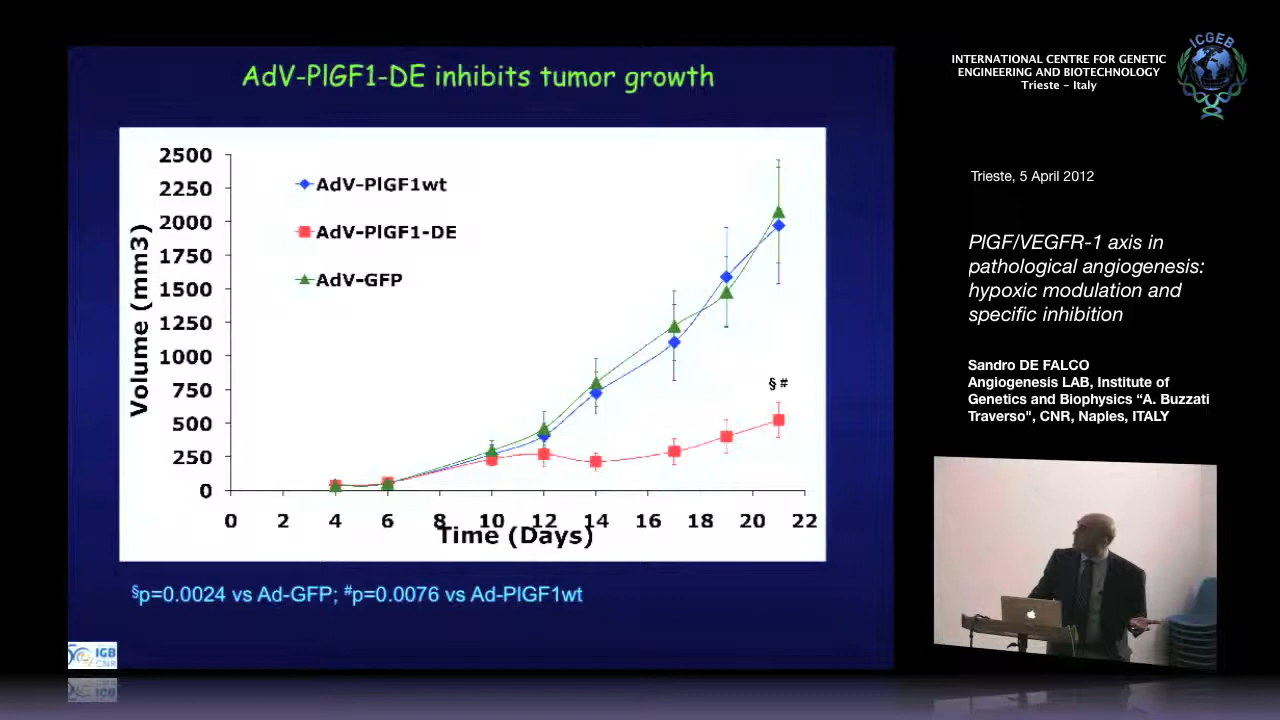 AdV-PlGF1-DE inhibits tumor growth
2500
2250
2000
1750
1500
1250
1000
750
500
250
0
Volume (mm3)
AdV-PlGF1wt
AdV-PlGF1-DE
AdV-GFP
§ #
0 2 4 6 8 10 12 14 16 18 20 22
Time (Days)
§p=0.0024 vs Ad-GFP; #p=0.0076 vs Ad-PlGF1wt
IGB
CNR
INTERNATIONAL CENTRE FOR GENETIC
ENGINEERING AND BIOTECHNOLOGY
Trieste - Italy
ICGEB
Trieste, 5 April 2012
PlGF/VEGFR-1 axis in
pathological angiogenesis:
hypoxic modulation and
specific inhibition
Sandro DE FALCO
Angiogenesis LAB, Institute of
Genetics and Biophysics “A. Buzzati
Traverso", CNR, Naples, ITALY